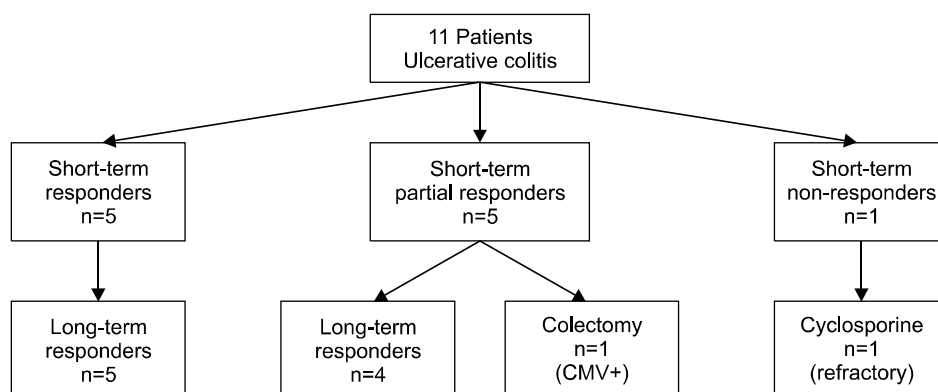 11 Patients
Ulcerative colitis
Short-term
responders
n=5
Short-term
partial responders
n=5
Short-term
non-responders
n=1
Long-term
responders
n=5
Long-term
responders
n=4
Colectomy
n=1
(CMV+)
Cyclosporine
n=1
(refractory)